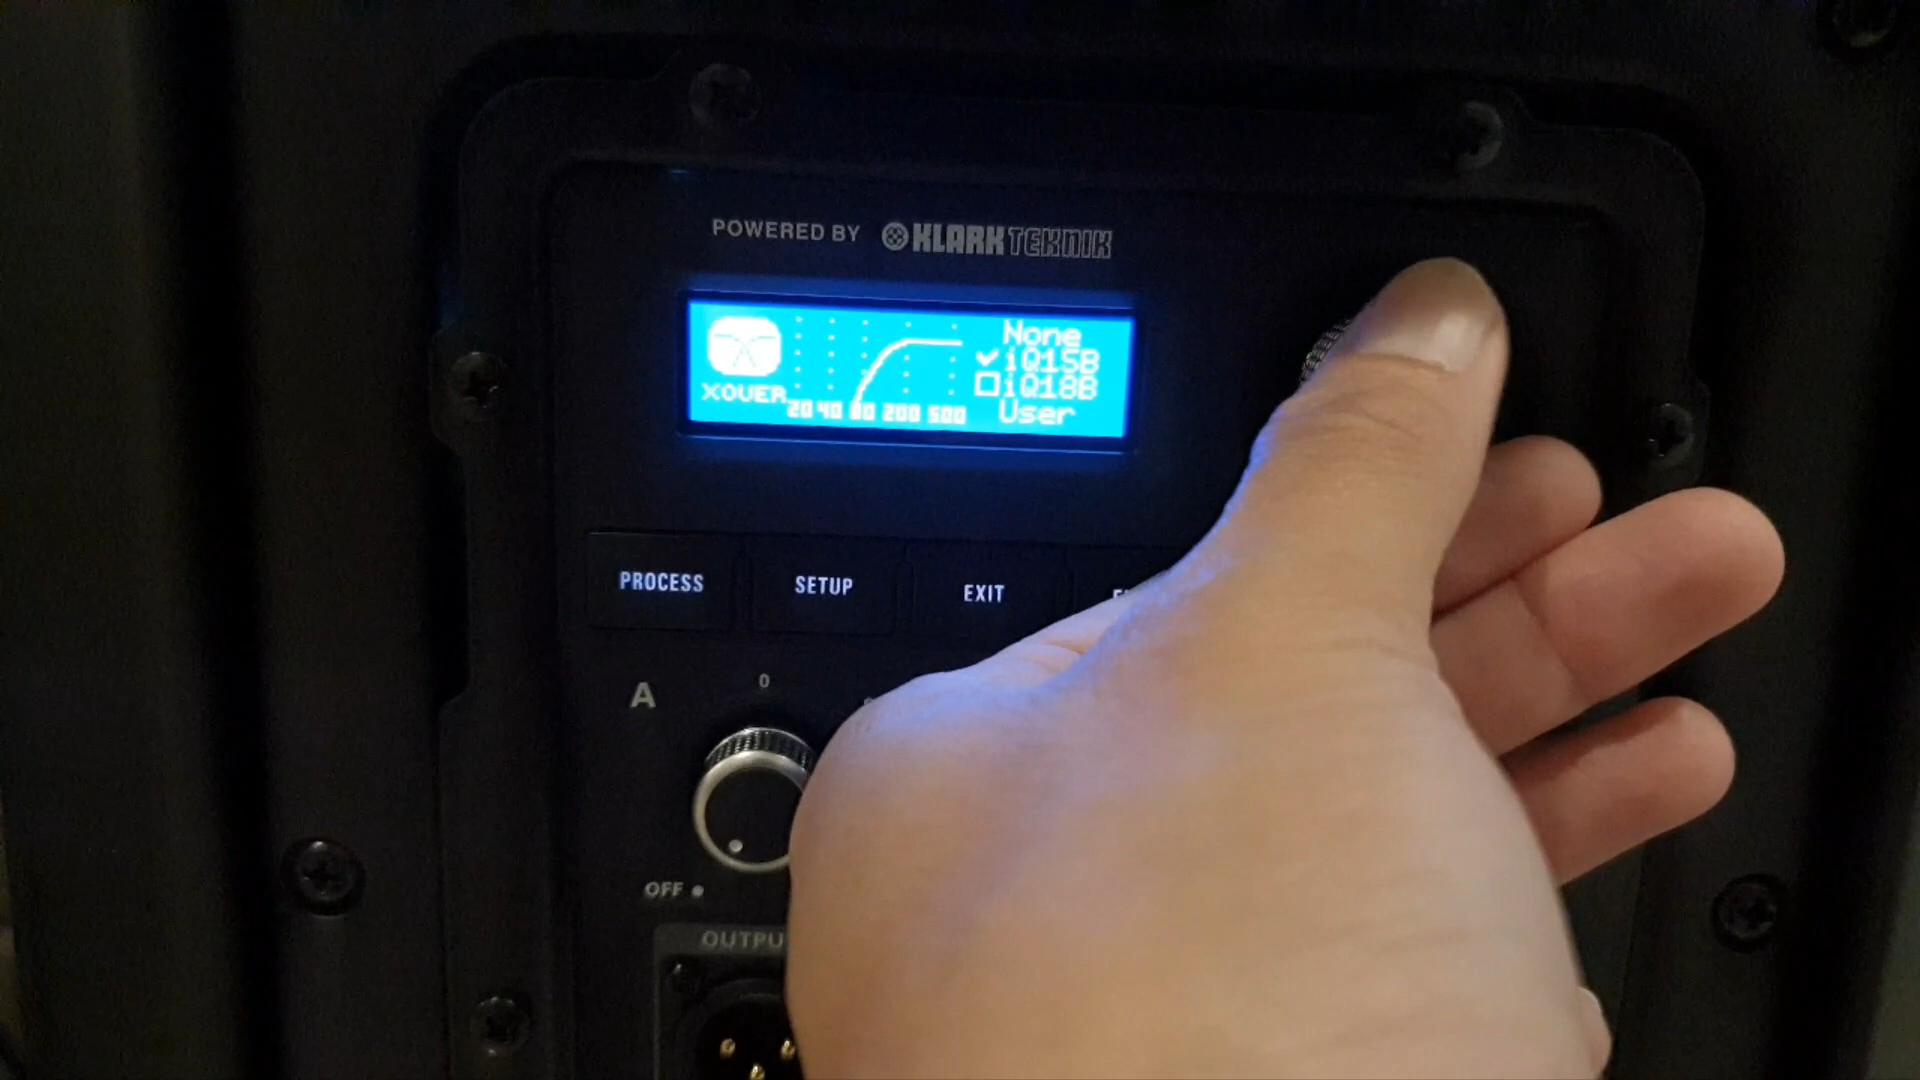 POWERED BY KLARK TEKNIK
None
iQ15B
iQ18B
XOVER
20 40 80 200 500
User
PROCESS SETUP EXIT
A
0
OFF